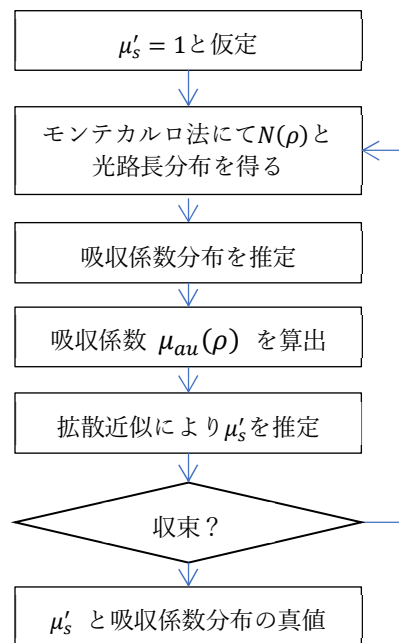 μ′ₛ = 1と仮定
モンテカルロ法にてN(ρ)と
光路長分布を得る
吸収係数分布を推定
吸収係数 μₐᵤ(ρ) を算出
拡散近似によりμ′ₛを推定
収束？
μ′ₛ と吸収係数分布の真値